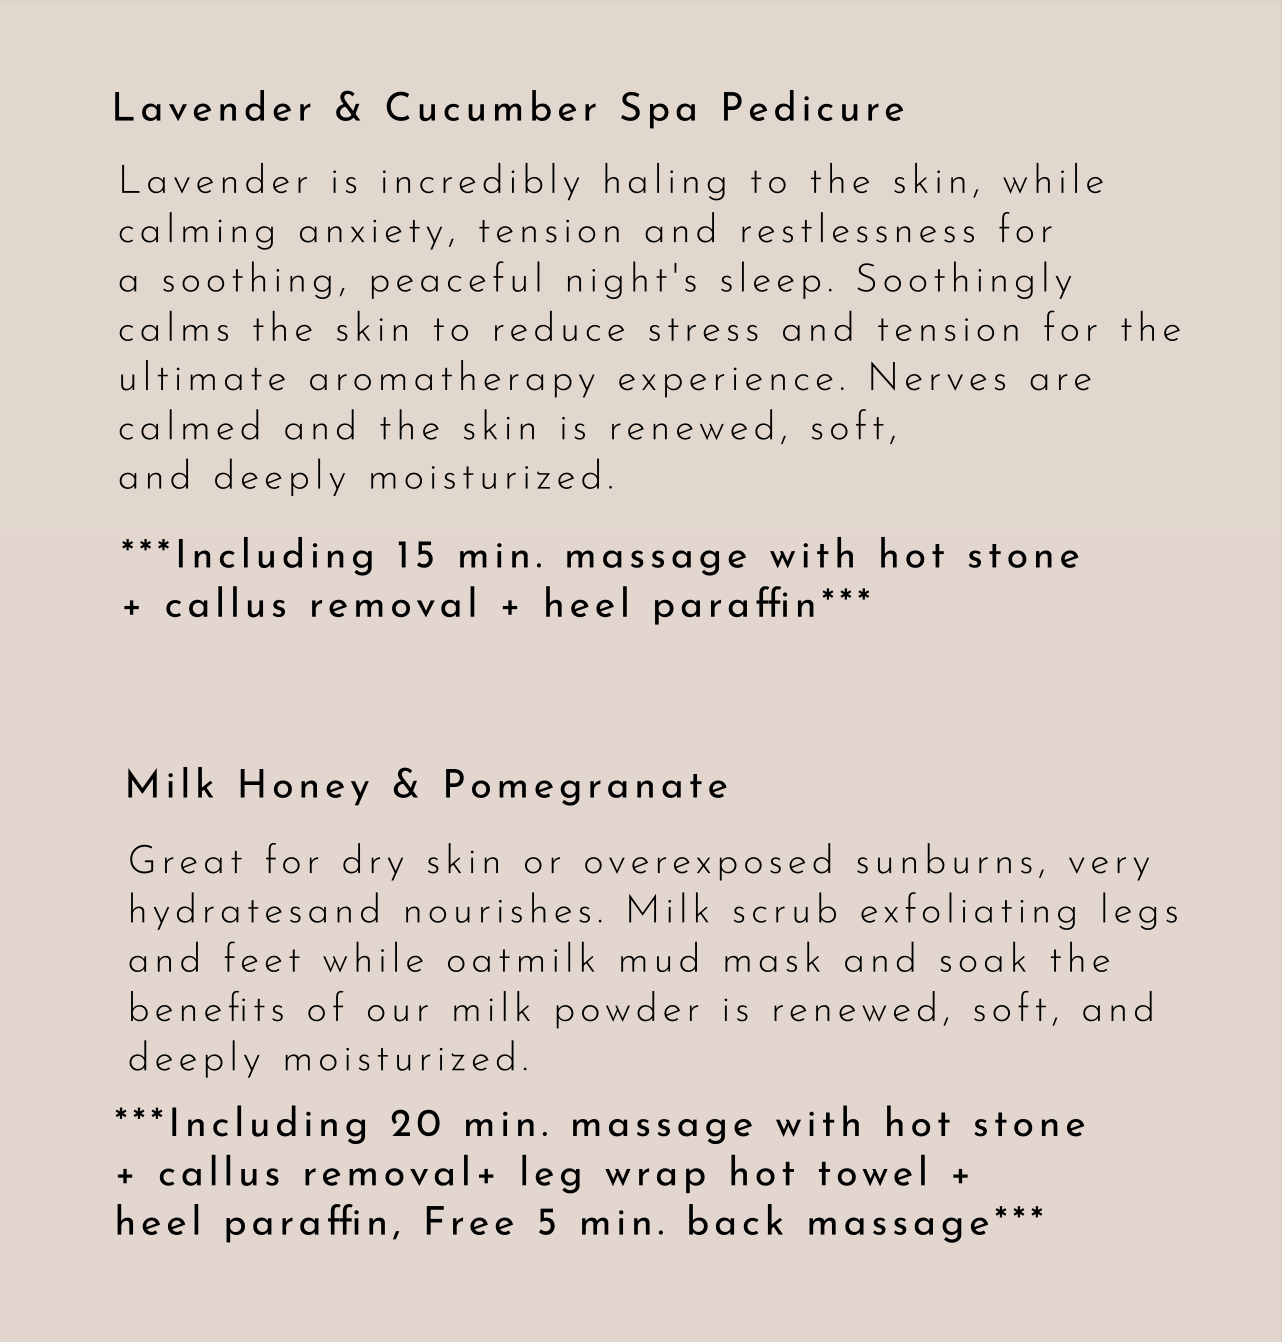 Lavender & Cucumber Spa Pedicure
Lavender is incredibly haling to the skin, while
calming anxiety, tension and restlessness for
a soothing, peaceful night's sleep. Soothingly
calms the skin to reduce stress and tension for the
ultimate aromatherapy experience. Nerves are
calmed and the skin is renewed, soft,
and deeply moisturized.
***Including 15 min. massage with hot stone
+ callus removal + heel paraffin***
Milk Honey & Pomegranate
Great for dry skin or overexposed sunburns, very
hydratesand nourishes. Milk scrub exfoliating legs
and feet while oatmilk mud mask and soak the
benefits of our milk powder is renewed, soft, and
deeply moisturized.
***Including 20 min. massage with hot stone
+ callus removal+ leg wrap hot towel +
heel paraffin, Free 5 min. back massage***